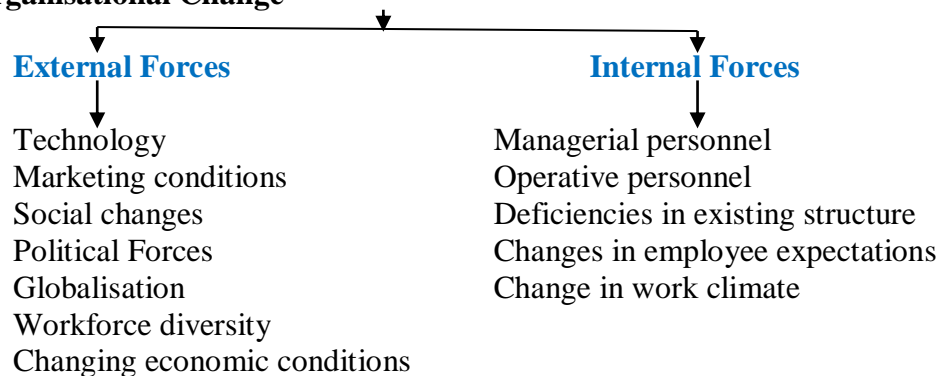 Change
External Forces
Internal Forces
Technology
Marketing conditions
Social changes
Political Forces
Globalisation
Workforce diversity
Changing economic conditions
Managerial personnel
Operative personnel
Deficiencies in existing structure
Changes in employee expectations
Change in work climate